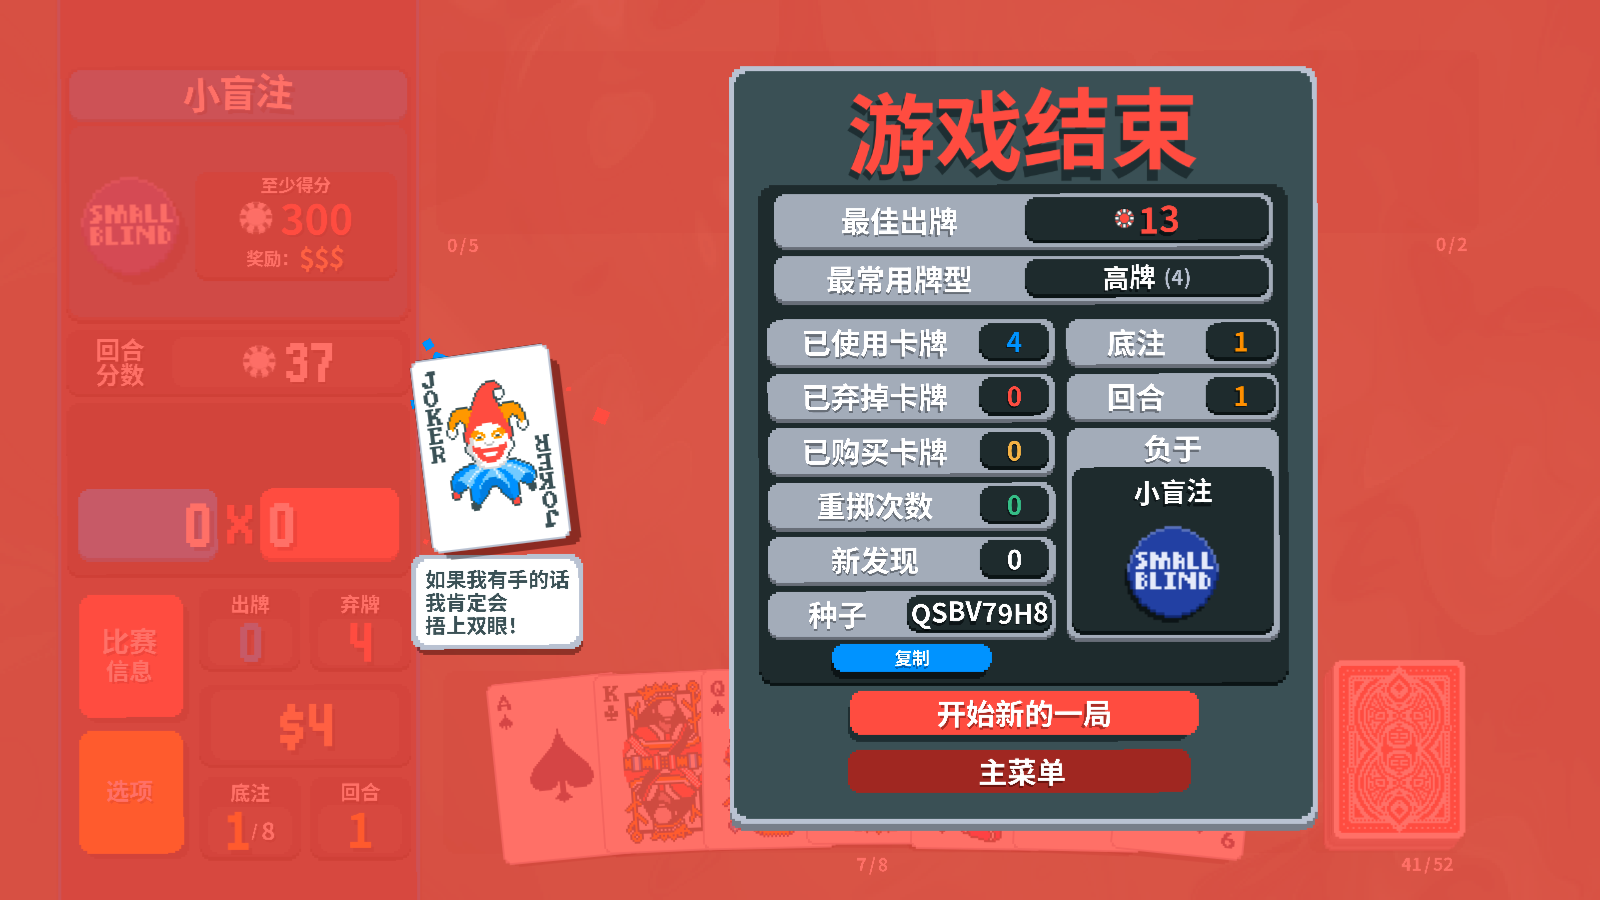 小盲注
SMALL
BLIND
至少得分
300
奖励：$$$
回合
分数
37
0 X 0
比赛
信息
选项
出牌
0
弃牌
4
$4
底注
1/8
回合
1
0/5
0/2
JOKER
JOKER
如果我有手的话
我肯定会
捂上双眼!
A
K
Q
6
7/8
41/52
游戏结束
最佳出牌 13
最常用牌型 高牌 (4)
已使用卡牌 4
已弃掉卡牌 0
已购买卡牌 0
重掷次数 0
新发现 0
种子 QSBV79H8
复制
底注 1
回合 1
负于
小盲注
SMALL
BLIND
开始新的一局
主菜单